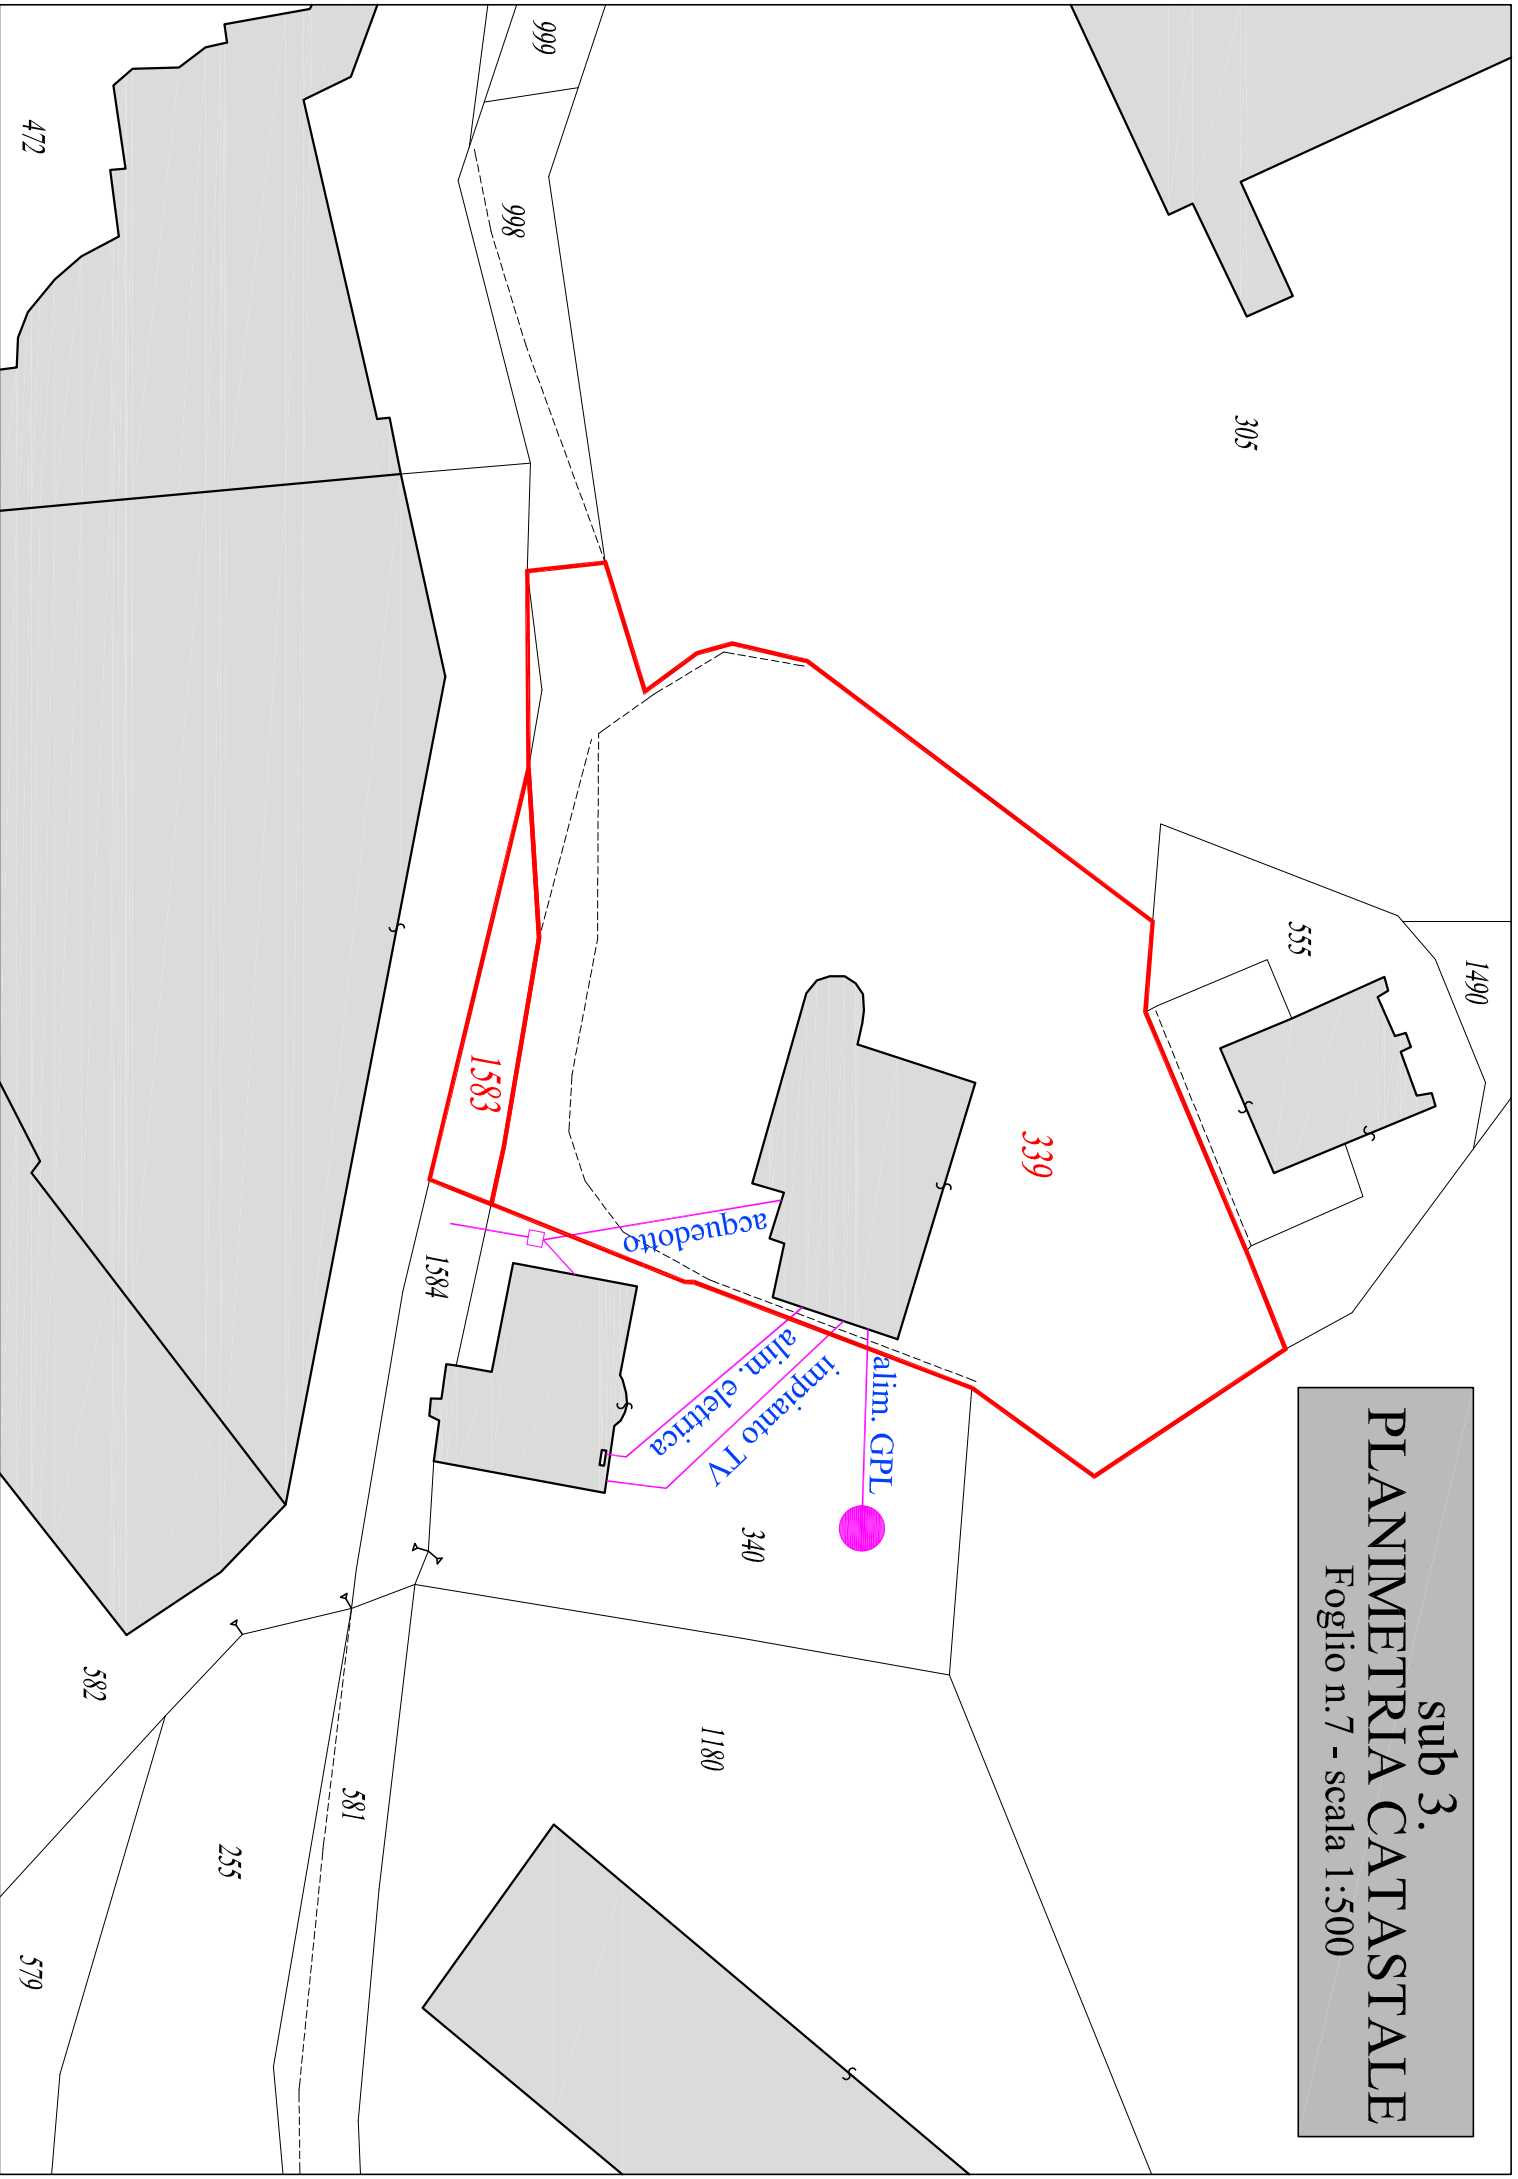 sub 3.
PLANIMETRIA CATASTALE
Foglio n.7 - scala 1:500
1490
555
305
339
999
998
472
1583
1584
acquedotto
alim. elettrica
impianto TV
alim. GPL
340
1180
582
581
255
579